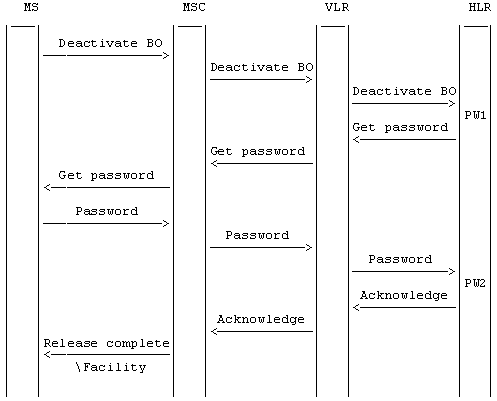 MS MSC VLR HLR
Deactivate BO
Deactivate BO
Deactivate BO
PW1
Get password
Get password
Get password
Password
Password
Password
PW2
Acknowledge
Acknowledge
Release complete
\Facility